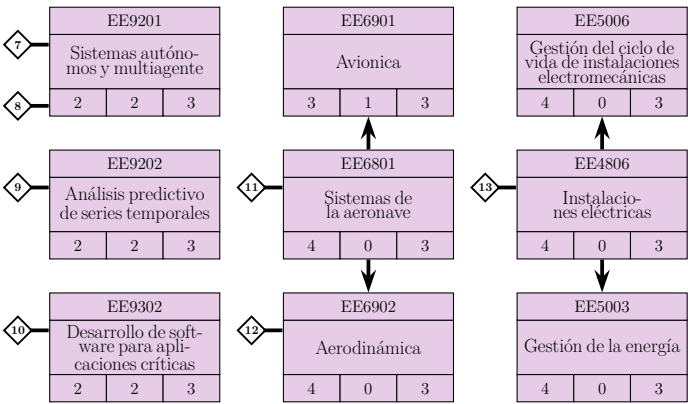 EE9201
7
Sistemas autóno-
mos y multiagente
8
2 2 3
EE6901
Avionica
3 1 3
EE5006
Gestión del ciclo de
vida de instalaciones
electromecánicas
4 0 3
EE9202
9
Análisis predictivo
de series temporales
2 2 3
EE6801
11
Sistemas de
la aeronave
4 0 3
EE4806
13
Instalacio-
nes eléctricas
4 0 3
EE9302
10
Desarrollo de soft-
ware para apli-
caciones críticas
2 2 3
EE6902
12
Aerodinámica
4 0 3
EE5003
Gestión de la energía
4 0 3